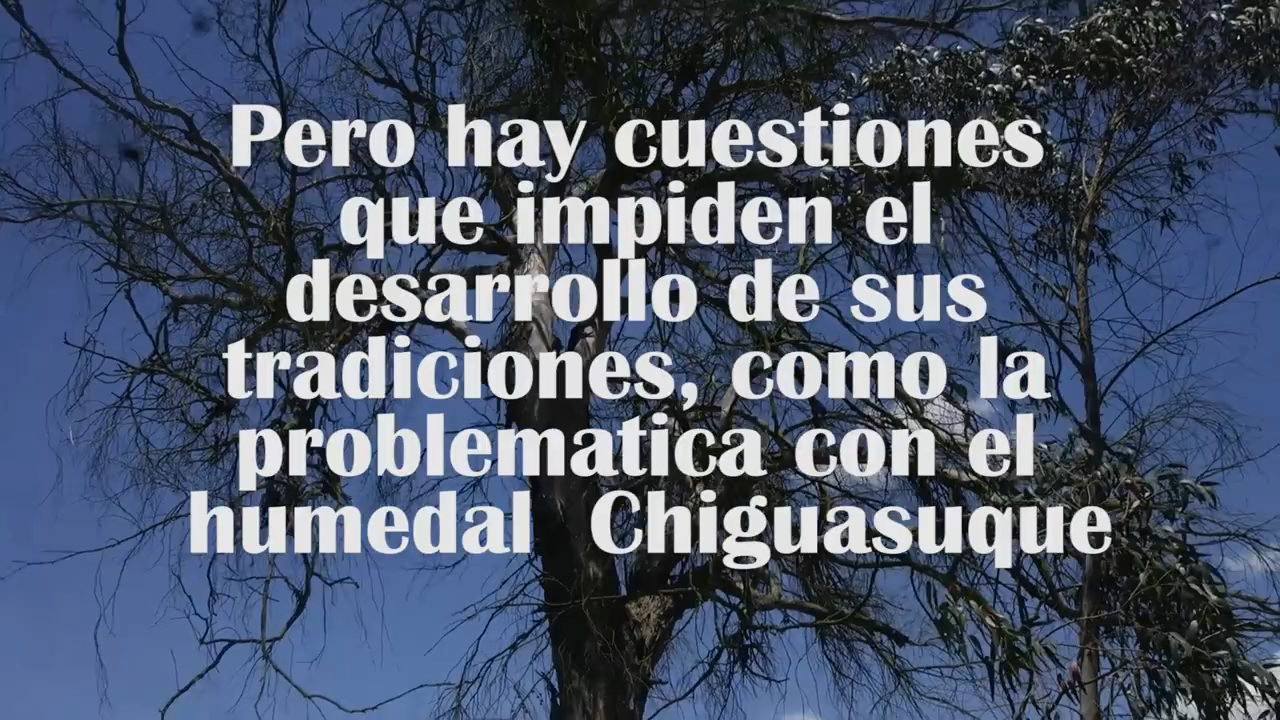 Pero hay cuestiones
que impiden el
desarrollo de sus
tradiciones, como la
problematica con el
humedal Chiguasuque